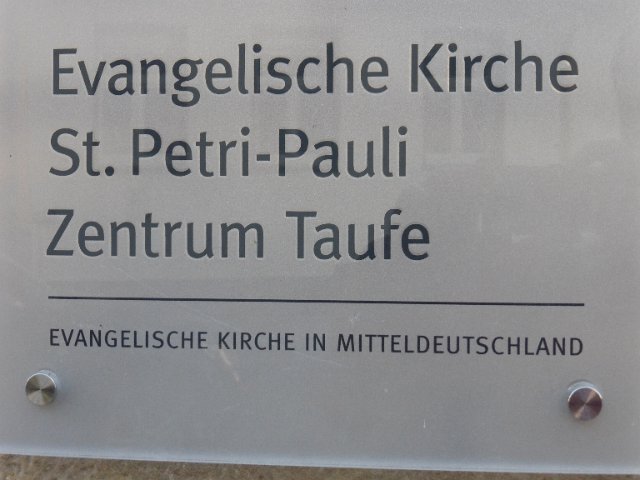 Evangelische Kirche
St. Petri-Pauli
Zentrum Taufe
EVANGELISCHE KIRCHE IN MITTELDEUTSCHLAND